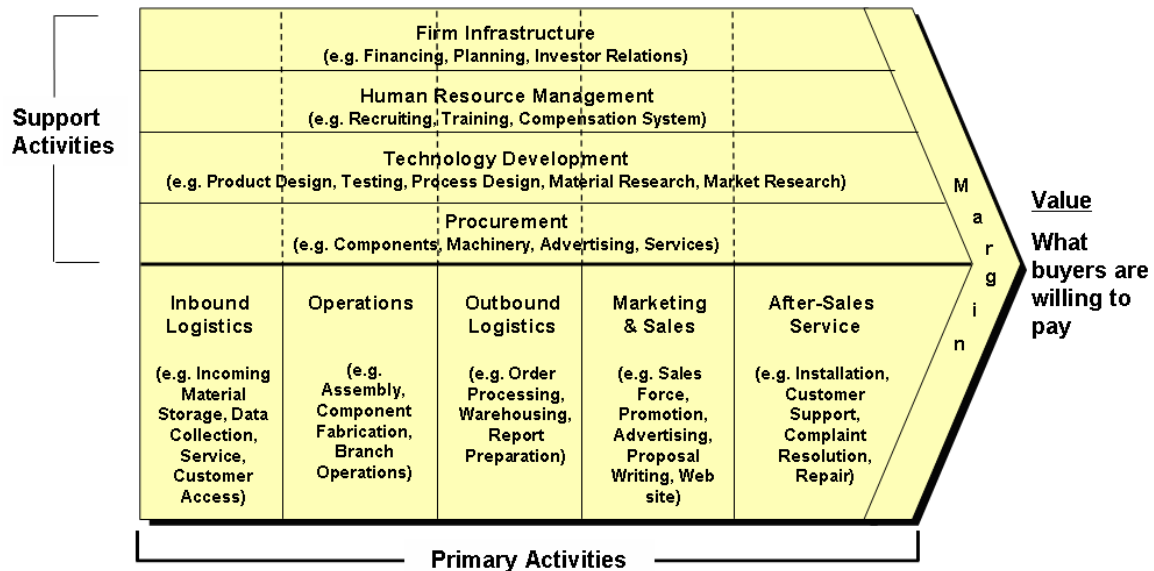 Firm Infrastructure
(e.g. Financing, Planning, Investor Relations)
Human Resource Management
(e.g. Recruiting, Training, Compensation System)
Support
Activities
Technology Development
(e.g. Product Design, Testing, Process Design, Material Research, Market Research)
Procurement
(e.g. Components, Machinery, Advertising, Services)
Inbound
Logistics
(e.g. Incoming
Material
Storage, Data
Collection,
Service,
Customer
Access)
Operations
(e.g.
Assembly,
Component
Fabrication,
Branch
Operations)
Outbound
Logistics
(e.g. Order
Processing,
Warehousing,
Report
Preparation)
Marketing
& Sales
(e.g. Sales
Force,
Promotion,
Advertising,
Proposal
Writing, Web
site)
After-Sales
Service
(e.g. Installation,
Customer
Support,
Complaint
Resolution,
Repair)
Margin
Value
What
buyers are
willing to
pay
Primary Activities